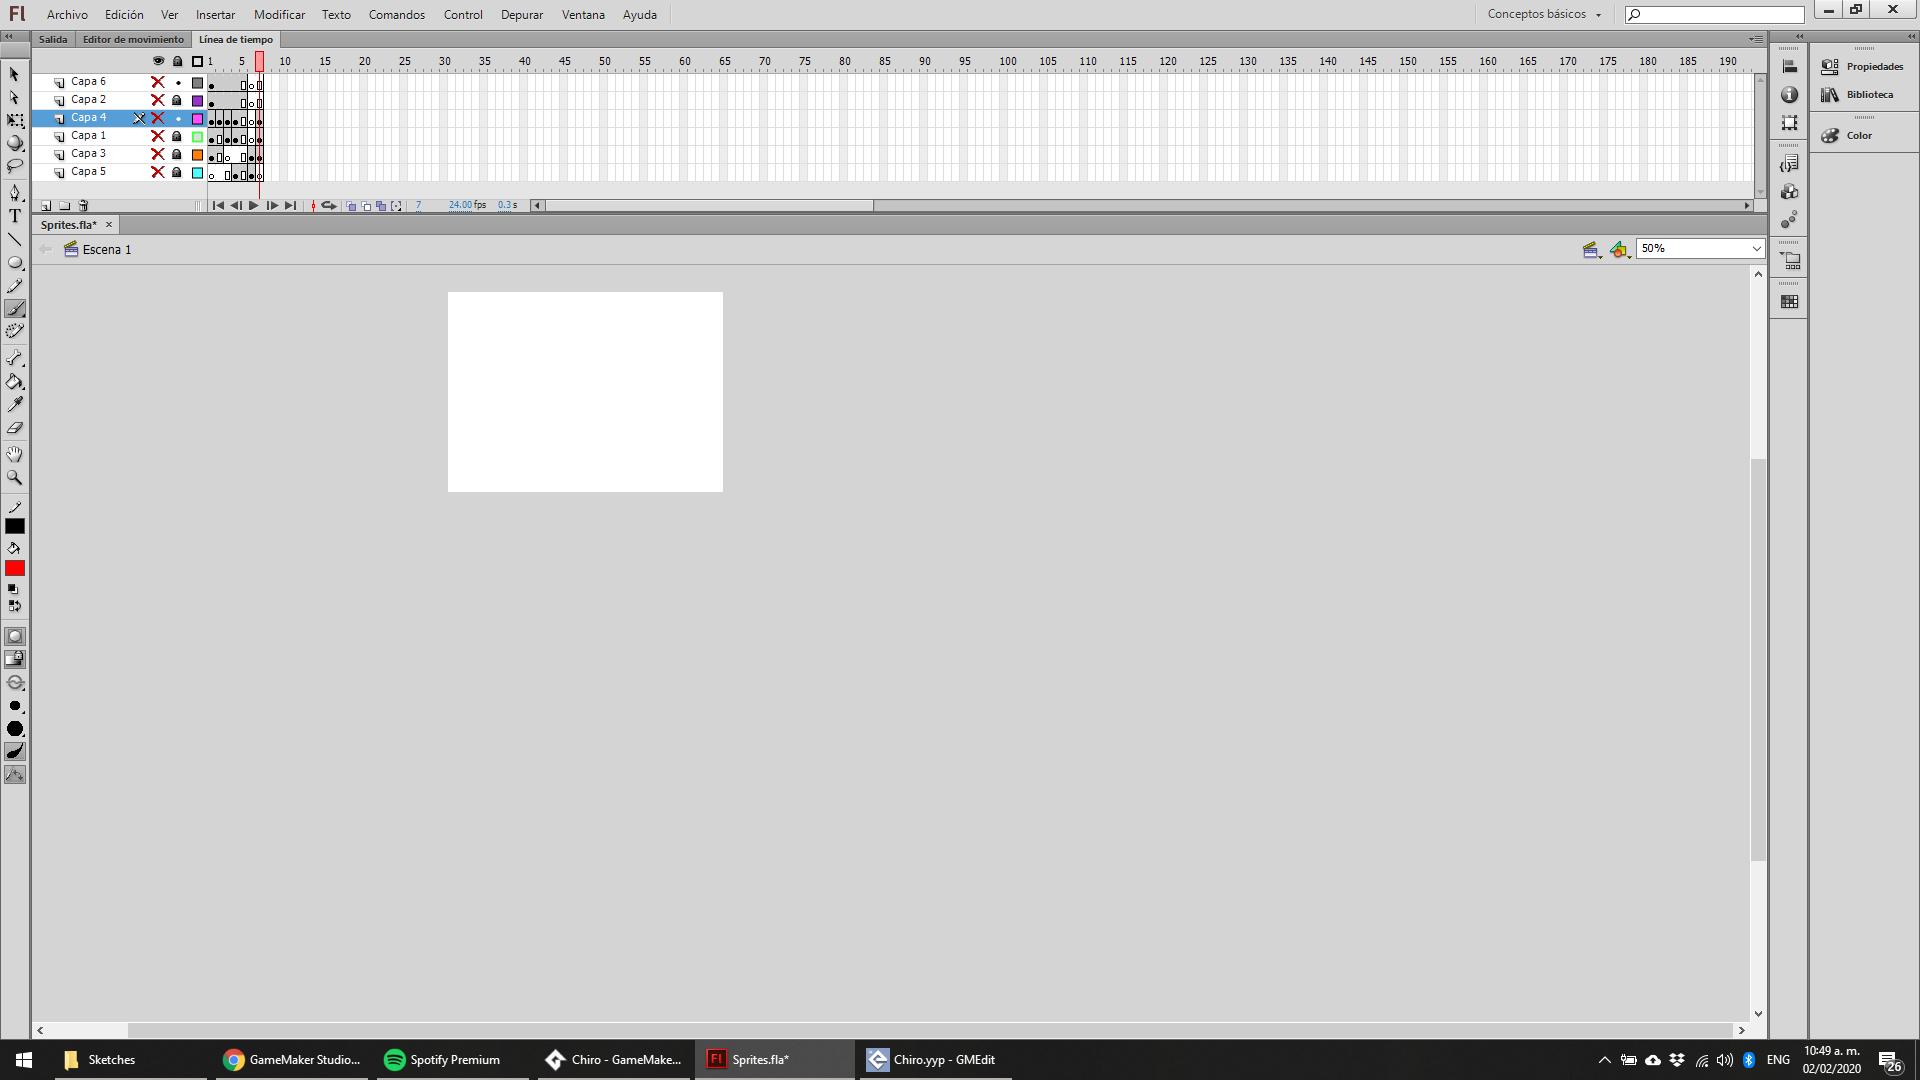 Fl Archivo Edición Ver Insertar Modificar Texto Comandos Control Depurar Ventana Ayuda Conceptos básicos
Salida Editor de movimiento Línea de tiempo
1 5 10 15 20 25 30 35 40 45 50 55 60 65 70 75 80 85 90 95 100 105 110 115 120 125 130 135 140 145 150 155 160 165 170 175 180 185 190
Capa 6
Capa 2
Capa 4
Capa 1
Capa 3
Capa 5
7 24.00 fps 0.3 s
Propiedades
Biblioteca
Color
Sprites.fla* ×
Escena 1
50%
T
Sketches
GameMaker Studio...
Spotify Premium
Chiro - GameMake...
Fl Sprites.fla*
Chiro.yyp - GMEdit
ENG
10:49 a. m.
02/02/2020
26